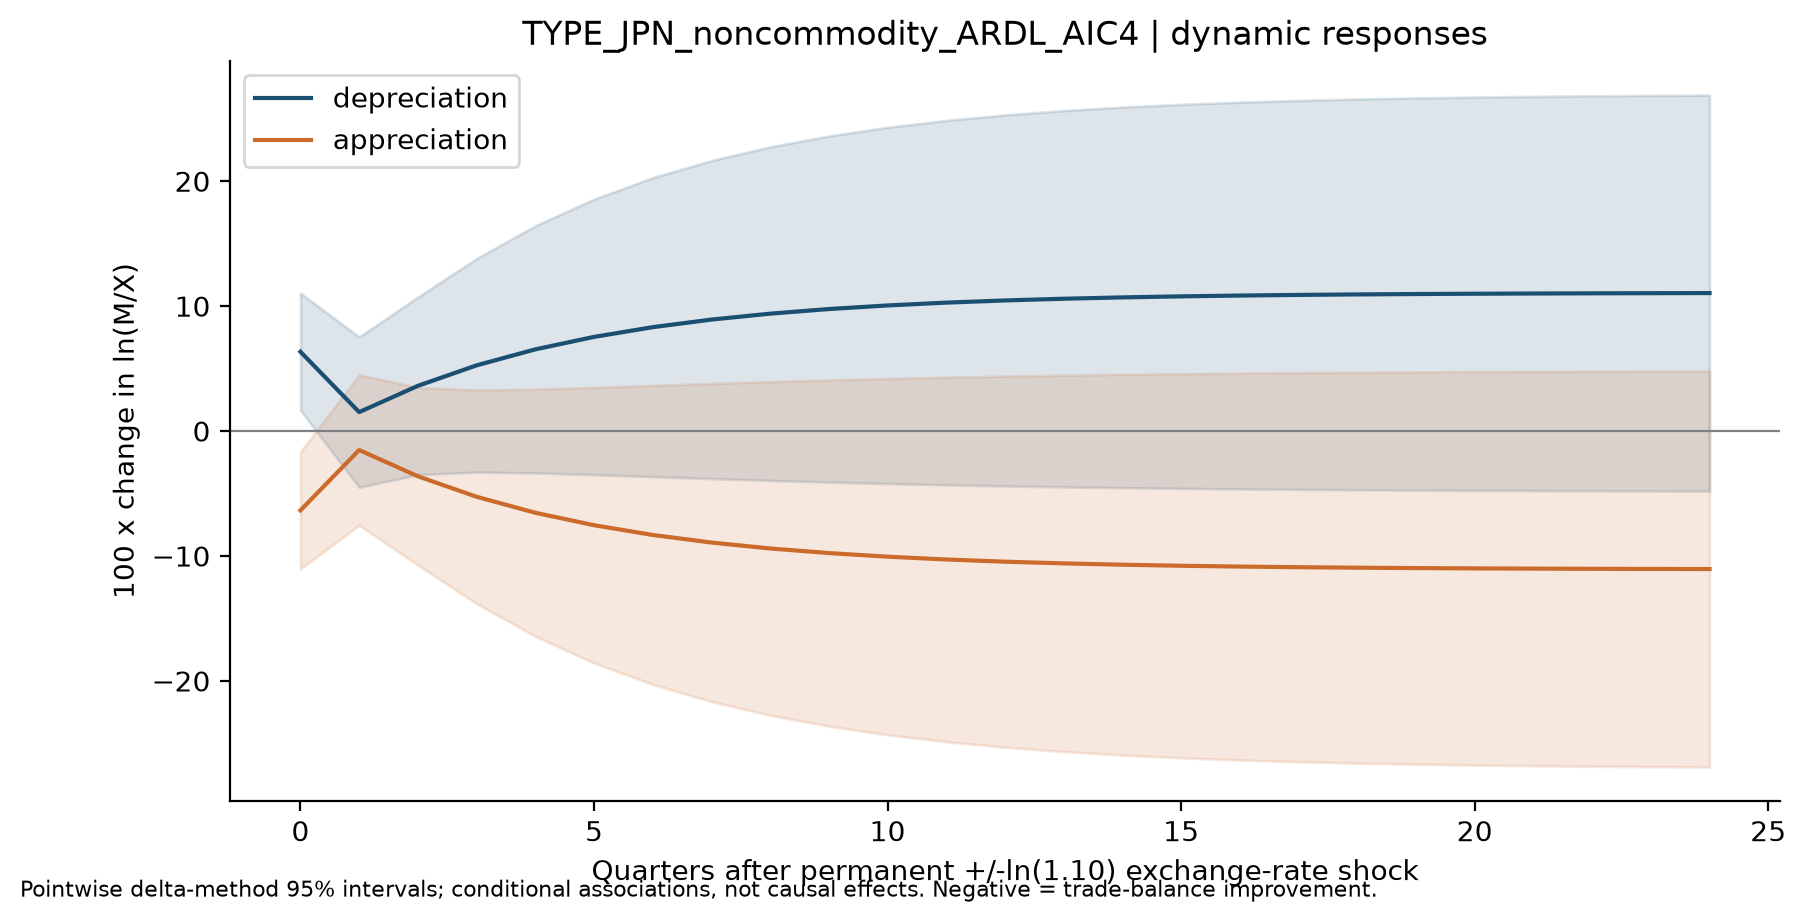 TYPE_JPN_noncommodity_ARDL_AIC4 | dynamic responses
depreciation
appreciation
100 x change in ln(M/X)
20
10
0
−10
−20
0 5 10 15 20 25
Quarters after permanent +/-ln(1.10) exchange-rate shock
Pointwise delta-method 95% intervals; conditional associations, not causal effects. Negative = trade-balance improvement.